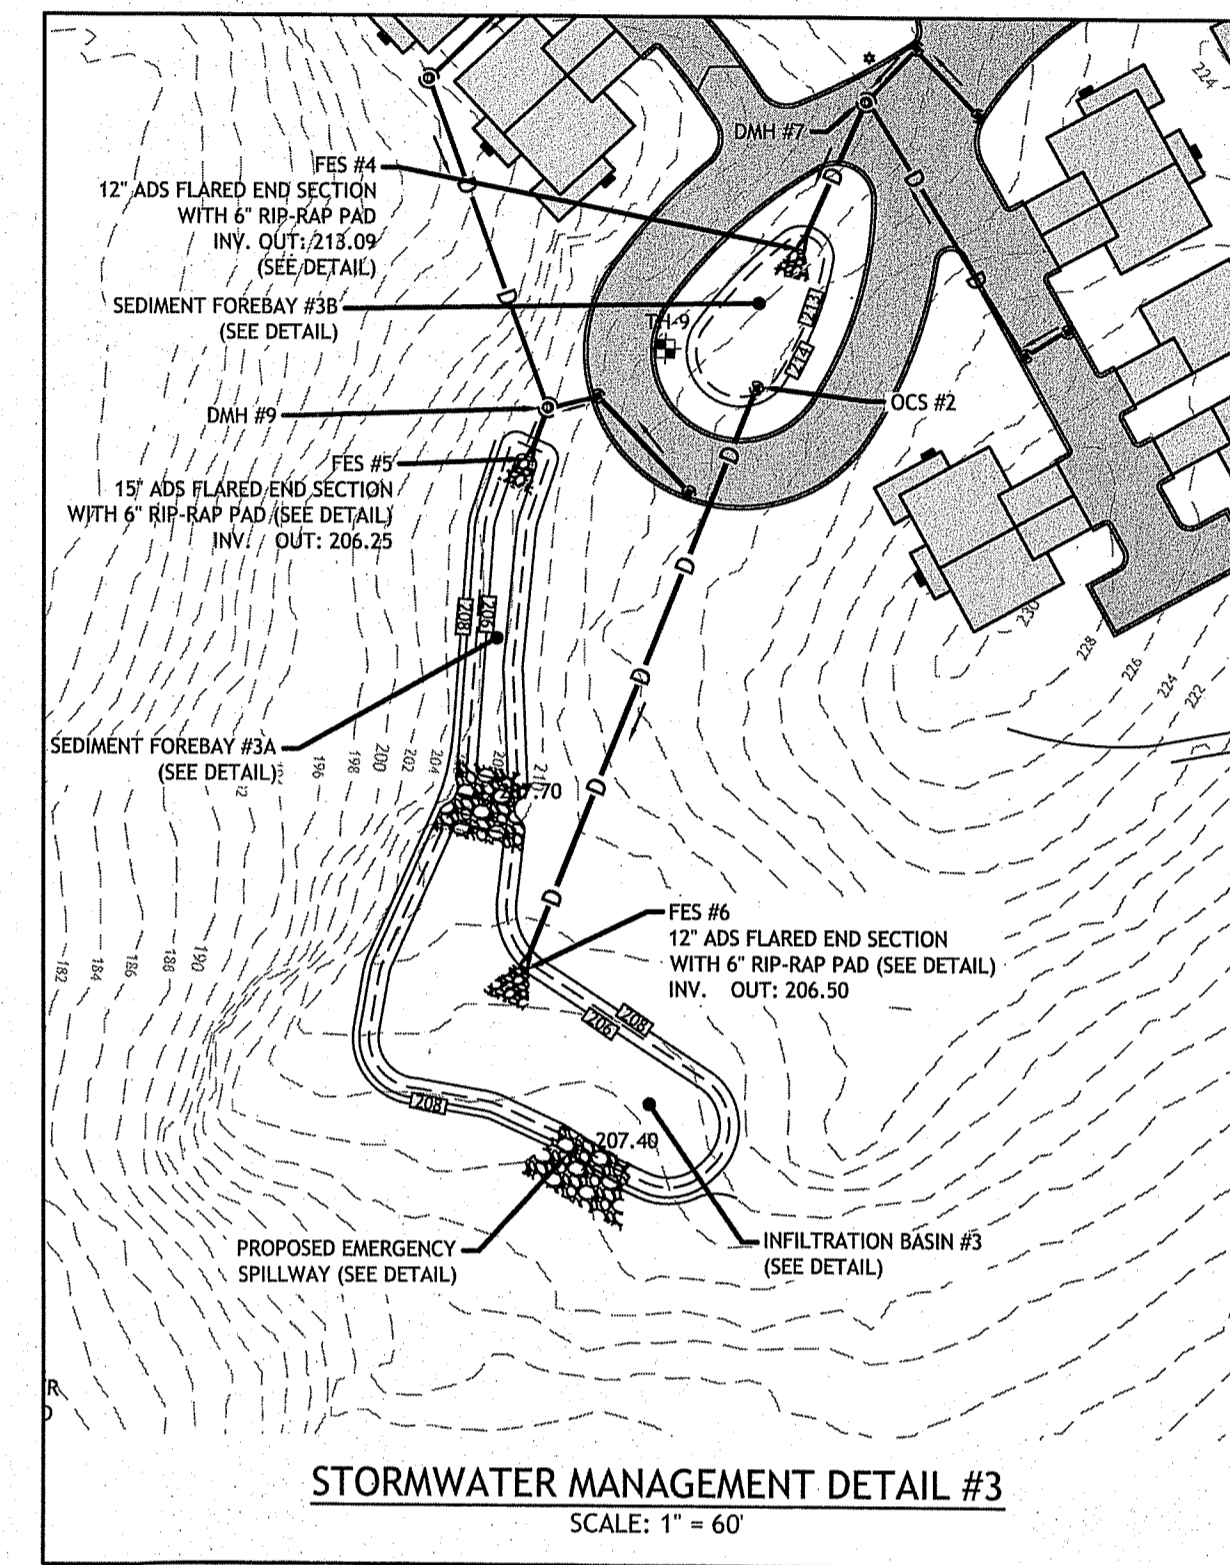 224
DMH #7
FES #4
12" ADS FLARED END SECTION
WITH 6" RIP-RAP PAD
INV. OUT: 213.09
(SEE DETAIL)
D
D
D
SEDIMENT FOREBAY #3B
(SEE DETAIL)
D
D
213
TH-9
214
DMH #9
OCS #2
D
FES #5
15" ADS FLARED END SECTION
WITH 6" RIP-RAP PAD (SEE DETAIL)
INV. OUT: 206.25
D
208
206
230
228
226
224
222
D
SEDIMENT FOREBAY #3A
(SEE DETAIL)
196
198
200
202
204
D
FES #6
12" ADS FLARED END SECTION
WITH 6" RIP-RAP PAD (SEE DETAIL)
INV. OUT: 206.50
D
182
184
186
188
190
206
208
208
207.40
PROPOSED EMERGENCY
SPILLWAY (SEE DETAIL)
INFILTRATION BASIN #3
(SEE DETAIL)
R
STORMWATER MANAGEMENT DETAIL #3
SCALE: 1" = 60'